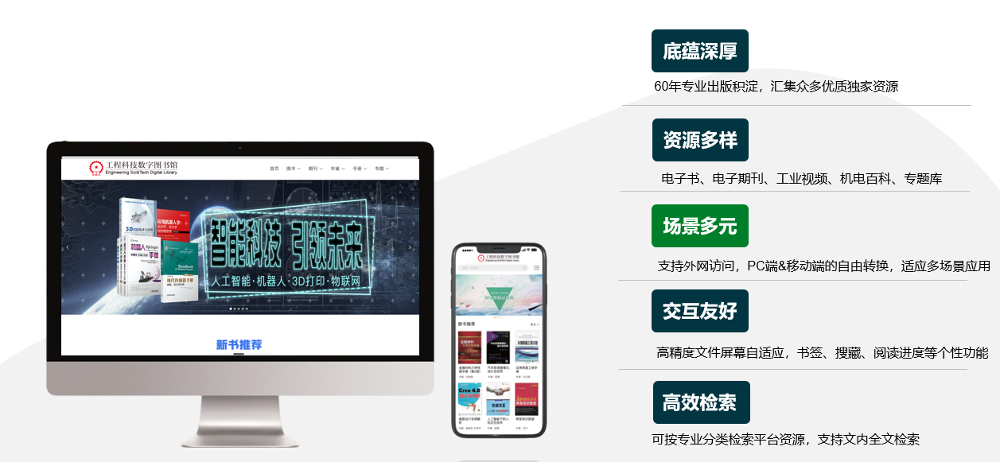 工程科技数字图书馆
Engineering Sci&Tech Digital Library
首页 图书 期刊 年鉴 手册 专题
智能科技 引领未来
人工智能·机器人·3D打印·物联网
新书推荐
工程科技数字图书馆
新书推荐
更多
Creo 4.0
底蕴深厚
60年专业出版积淀，汇集众多优质独家资源
资源多样
电子书、电子期刊、工业视频、机电百科、专题库
场景多元
支持外网访问，PC端&移动端的自由转换，适应多场景应用
交互友好
高精度文件屏幕自适应，书签、搜藏、阅读进度等个性功能
高效检索
可按专业分类检索平台资源，支持文内全文检索